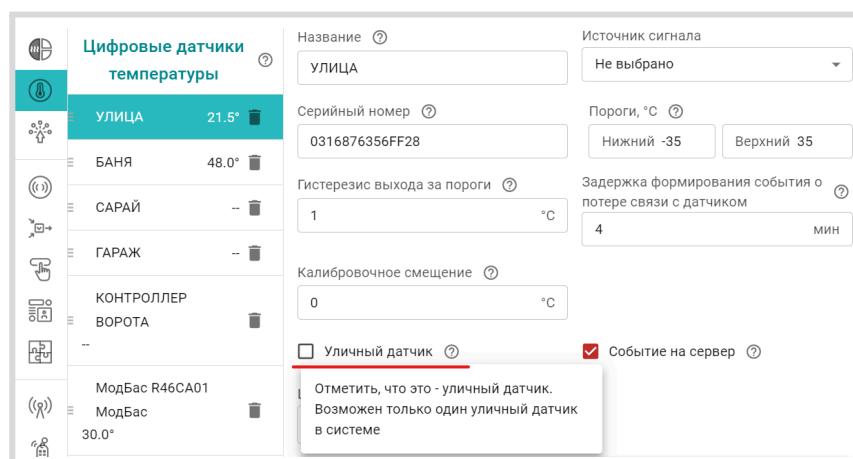 Цифровые датчики
температуры
УЛИЦА 21.5°
БАНЯ 48.0°
САРАЙ --
ГАРАЖ --
КОНТРОЛЛЕР
ВОРОТА
--
МодБас R46CA01
МодБас
30.0°
Название
УЛИЦА
Источник сигнала
Не выбрано
Серийный номер
0316876356FF28
Пороги, °C
Нижний -35
Верхний 35
Гистерезис выхода за пороги
1 °C
Задержка формирования события о
потере связи с датчиком
4 мин
Калибровочное смещение
0 °C
Уличный датчик
Событие на сервер
Отметить, что это - уличный датчик.
Возможен только один уличный датчик
в системе